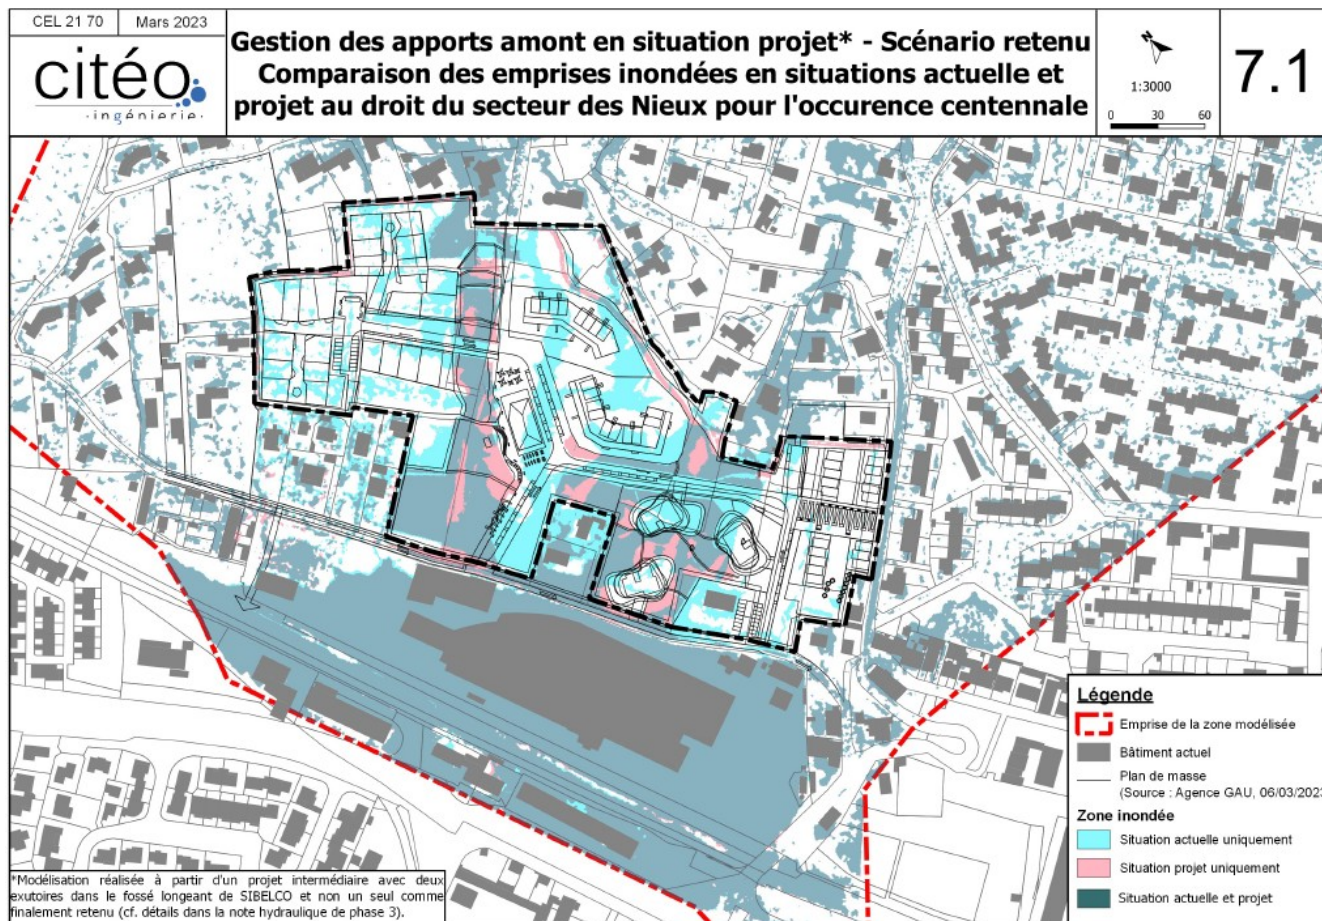 CEL 21 70
Mars 2023
citéo
·ingénierie·
Gestion des apports amont en situation projet* - Scénario retenu
Comparaison des emprises inondées en situations actuelle et
projet au droit du secteur des Nieux pour l'occurence centennale
N
1:3000
0 30 60
7.1
Légende
Emprise de la zone modélisée
Bâtiment actuel
Plan de masse
(Source : Agence GAU, 06/03/2023
Zone inondée
Situation actuelle uniquement
Situation projet uniquement
Situation actuelle et projet
*Modélisation réalisée à partir d'un projet intermédiaire avec deux
exutoires dans le fossé longeant de SIBELCO et non un seul comme
finalement retenu (cf. détails dans la note hydraulique de phase 3).